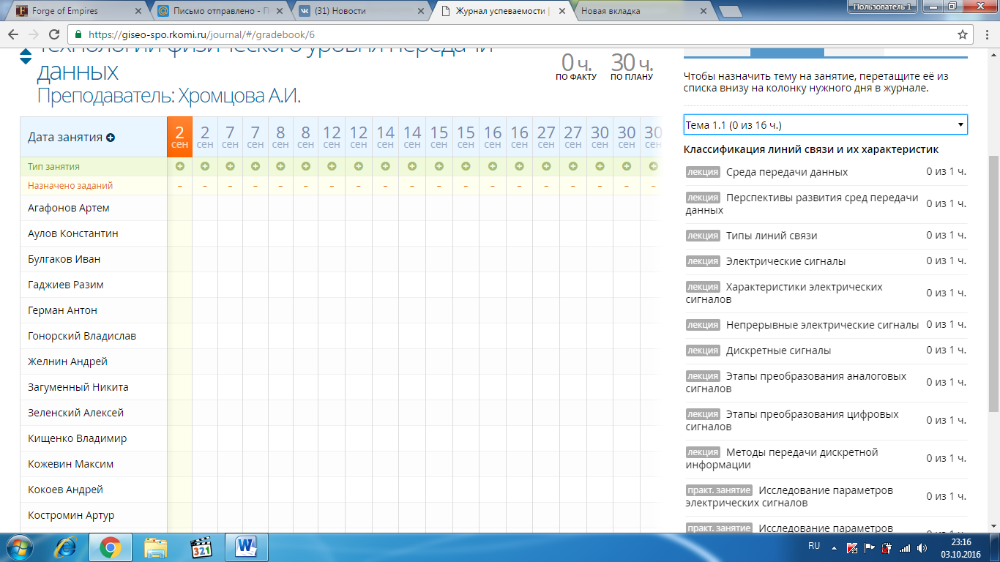 Forge of Empires
Письмо отправлено - П
(31) Новости
Журнал успеваемости |
Новая вкладка
Пользователь 1
https://giseo-spo.rkomi.ru/journal/#/gradebook/6
Технологии физического уровня передачи
данных
Преподаватель: Хромцова А.И.
0 ч.
ПО ФАКТУ
30 ч.
ПО ПЛАНУ
Дата занятия
2 2 7 7 8 8 12 12 14 14 15 15 16 16 27 27 30 30 30
сен сен сен сен сен сен сен сен сен сен сен сен сен сен сен сен сен сен сен
Тип занятия
Назначено заданий – – – – – – – – – – – – – – – – – – –
Агафонов Артем
Аулов Константин
Булгаков Иван
Гаджиев Разим
Герман Антон
Гонорский Владислав
Желнин Андрей
Загуменный Никита
Зеленский Алексей
Кищенко Владимир
Кожевин Максим
Кокоев Андрей
Костромин Артур
Чтобы назначить тему на занятие, перетащите её из
списка внизу на колонку нужного дня в журнале.
Тема 1.1 (0 из 16 ч.)
Классификация линий связи и их характеристик
лекция Среда передачи данных 0 из 1 ч.
лекция Перспективы развития сред передачи
данных 0 из 1 ч.
лекция Типы линий связи 0 из 1 ч.
лекция Электрические сигналы 0 из 1 ч.
лекция Характеристики электрических
сигналов 0 из 1 ч.
лекция Непрерывные электрические сигналы 0 из 1 ч.
лекция Дискретные сигналы 0 из 1 ч.
лекция Этапы преобразования аналоговых
сигналов 0 из 1 ч.
лекция Этапы преобразования цифровых
сигналов 0 из 1 ч.
лекция Методы передачи дискретной
информации 0 из 1 ч.
практ. занятие Исследование параметров
электрических сигналов 0 из 1 ч.
практ. занятие Исследование параметров
RU
23:16
03.10.2016